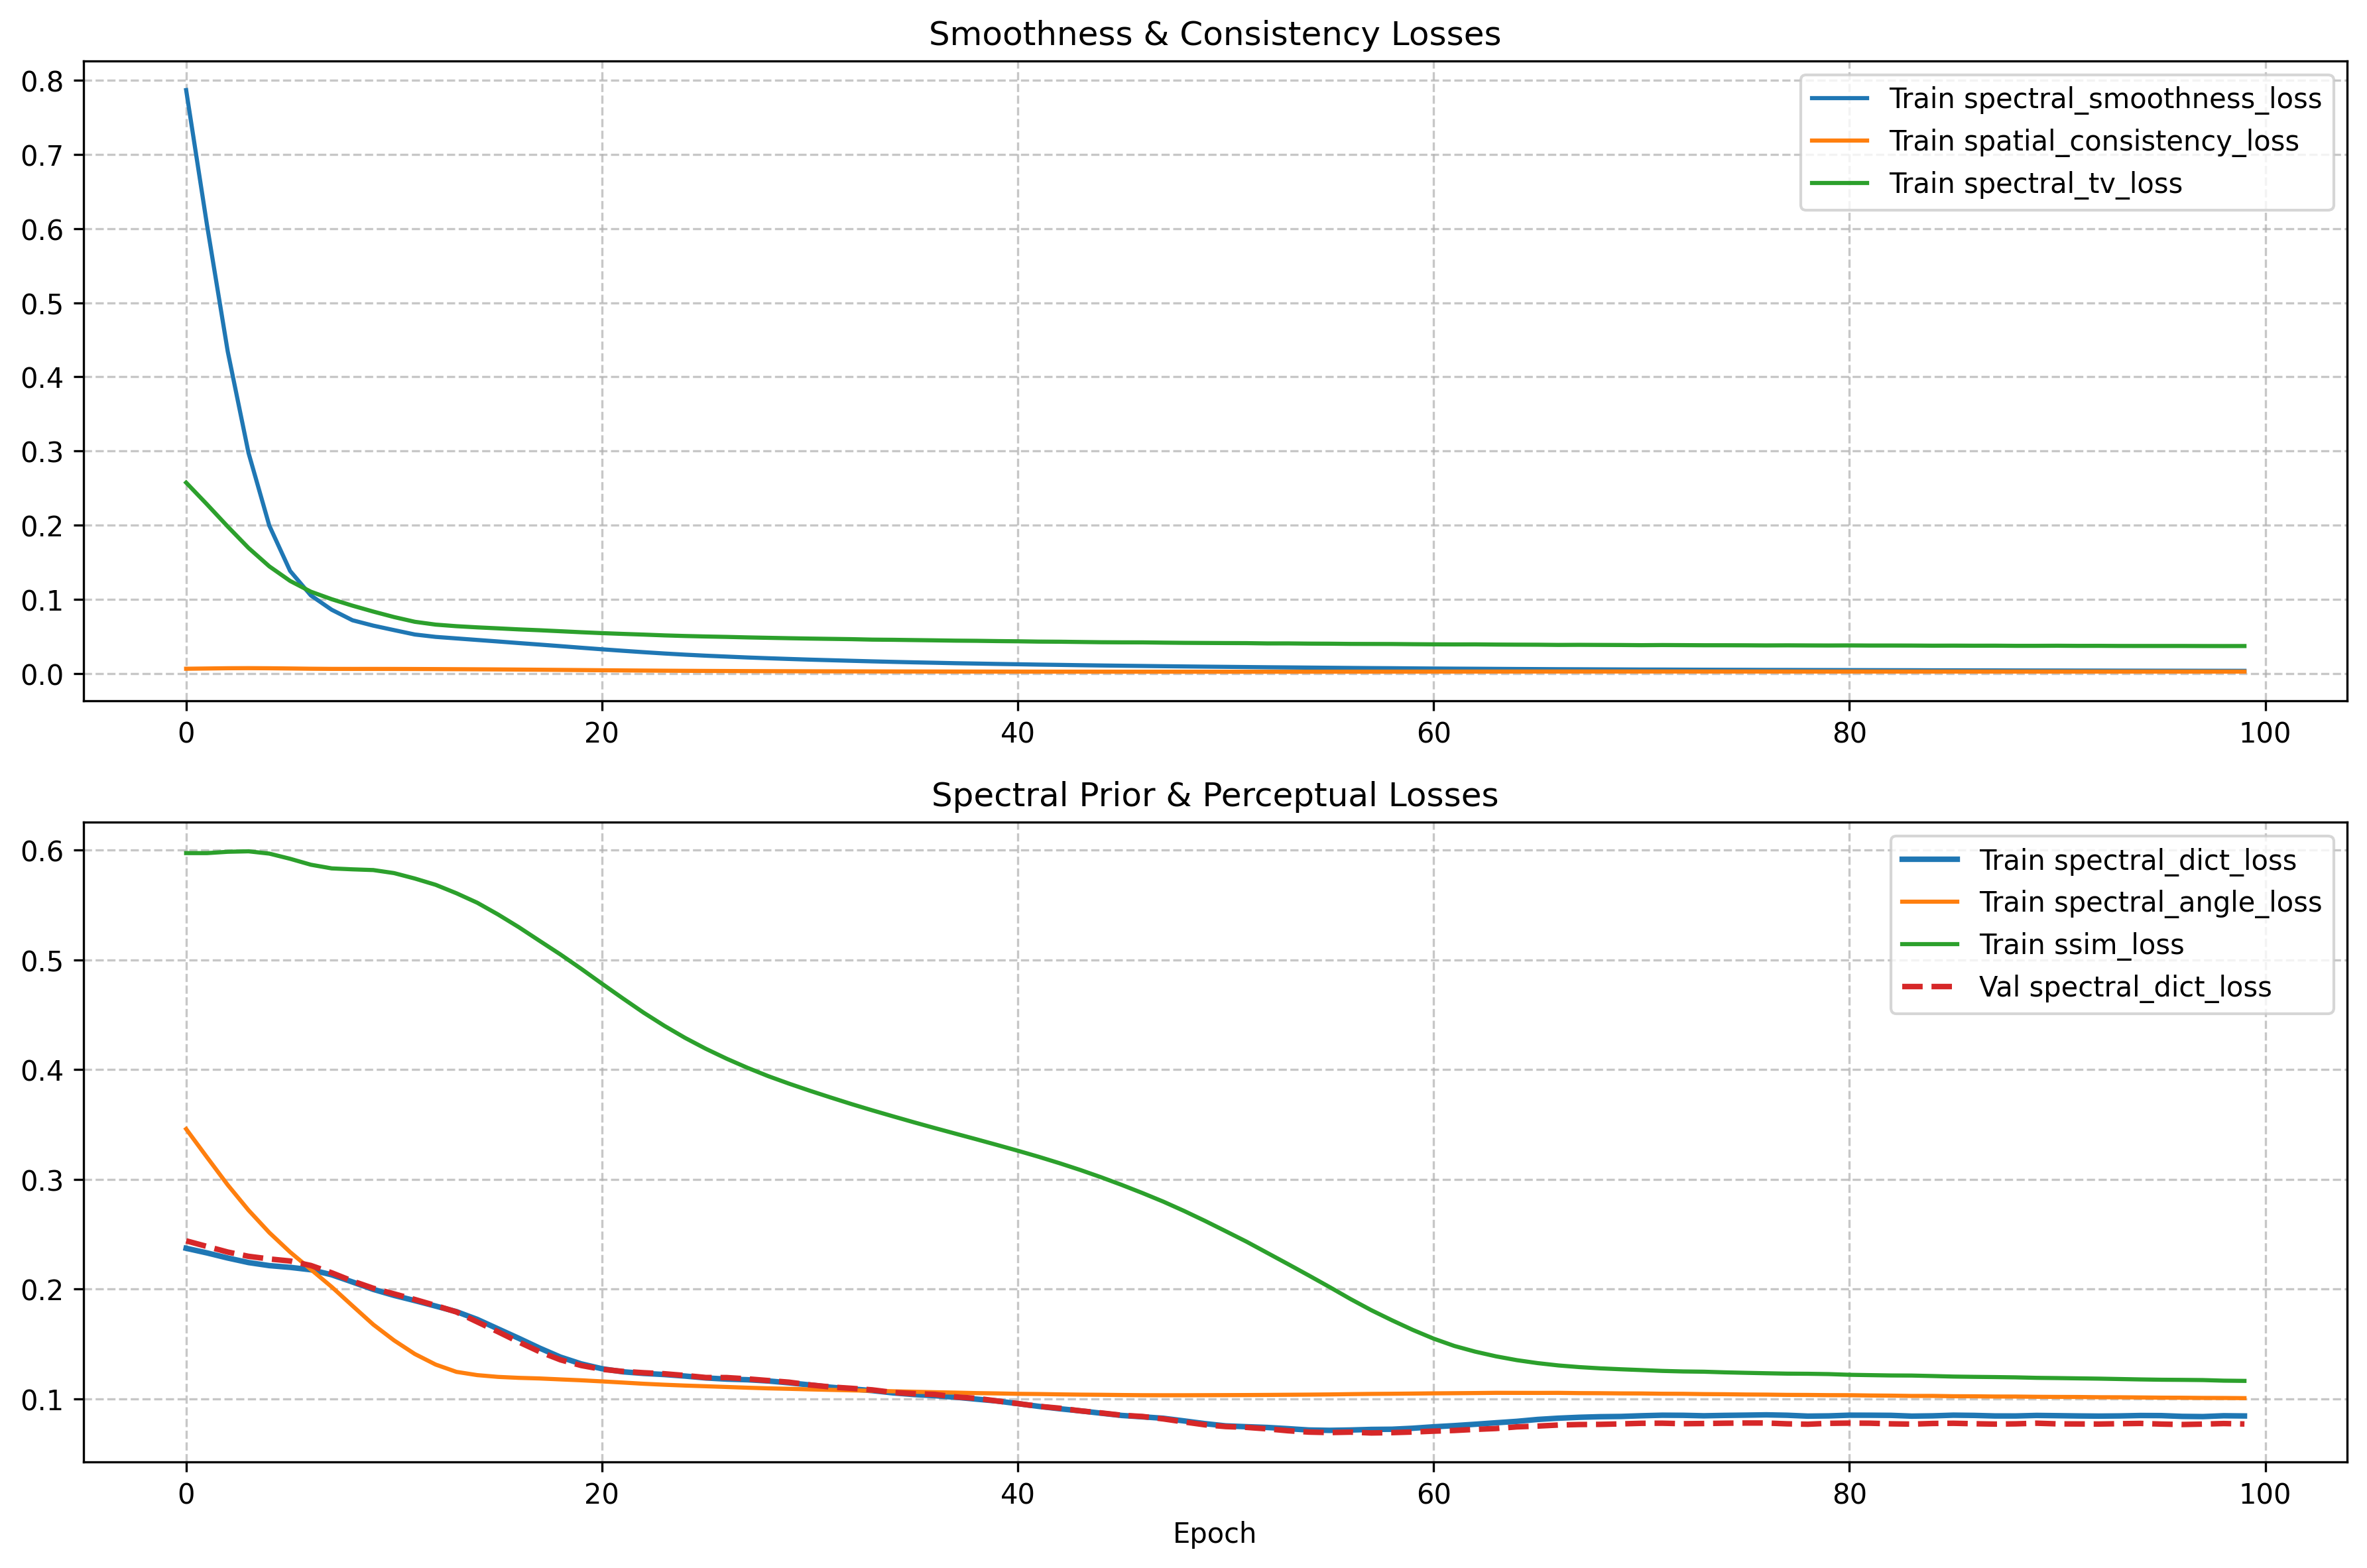 Smoothness & Consistency Losses
0.8
0.7
0.6
0.5
0.4
0.3
0.2
0.1
0.0
Train spectral_smoothness_loss
Train spatial_consistency_loss
Train spectral_tv_loss
0 20 40 60 80 100
Spectral Prior & Perceptual Losses
0.6
0.5
0.4
0.3
0.2
0.1
Train spectral_dict_loss
Train spectral_angle_loss
Train ssim_loss
Val spectral_dict_loss
0 20 40 60 80 100
Epoch